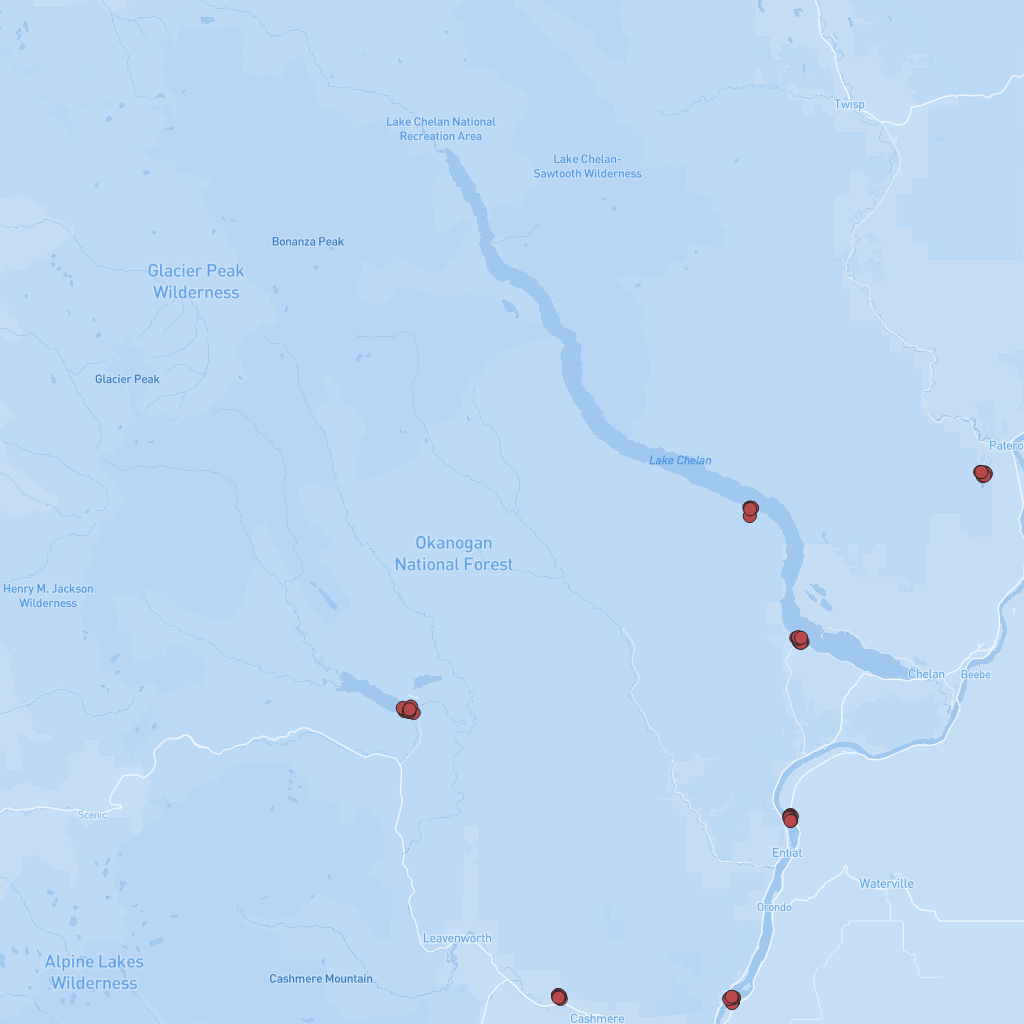 Twisp
Lake Chelan National
Recreation Area
Lake Chelan-
Sawtooth Wilderness
Bonanza Peak
Glacier Peak
Wilderness
Glacier Peak
Patero
Lake Chelan
Okanogan
National Forest
Henry M. Jackson
Wilderness
Chelan
Beebe
Scenic
Entiat
Waterville
Orondo
Leavenworth
Alpine Lakes
Wilderness
Cashmere Mountain
Cashmere